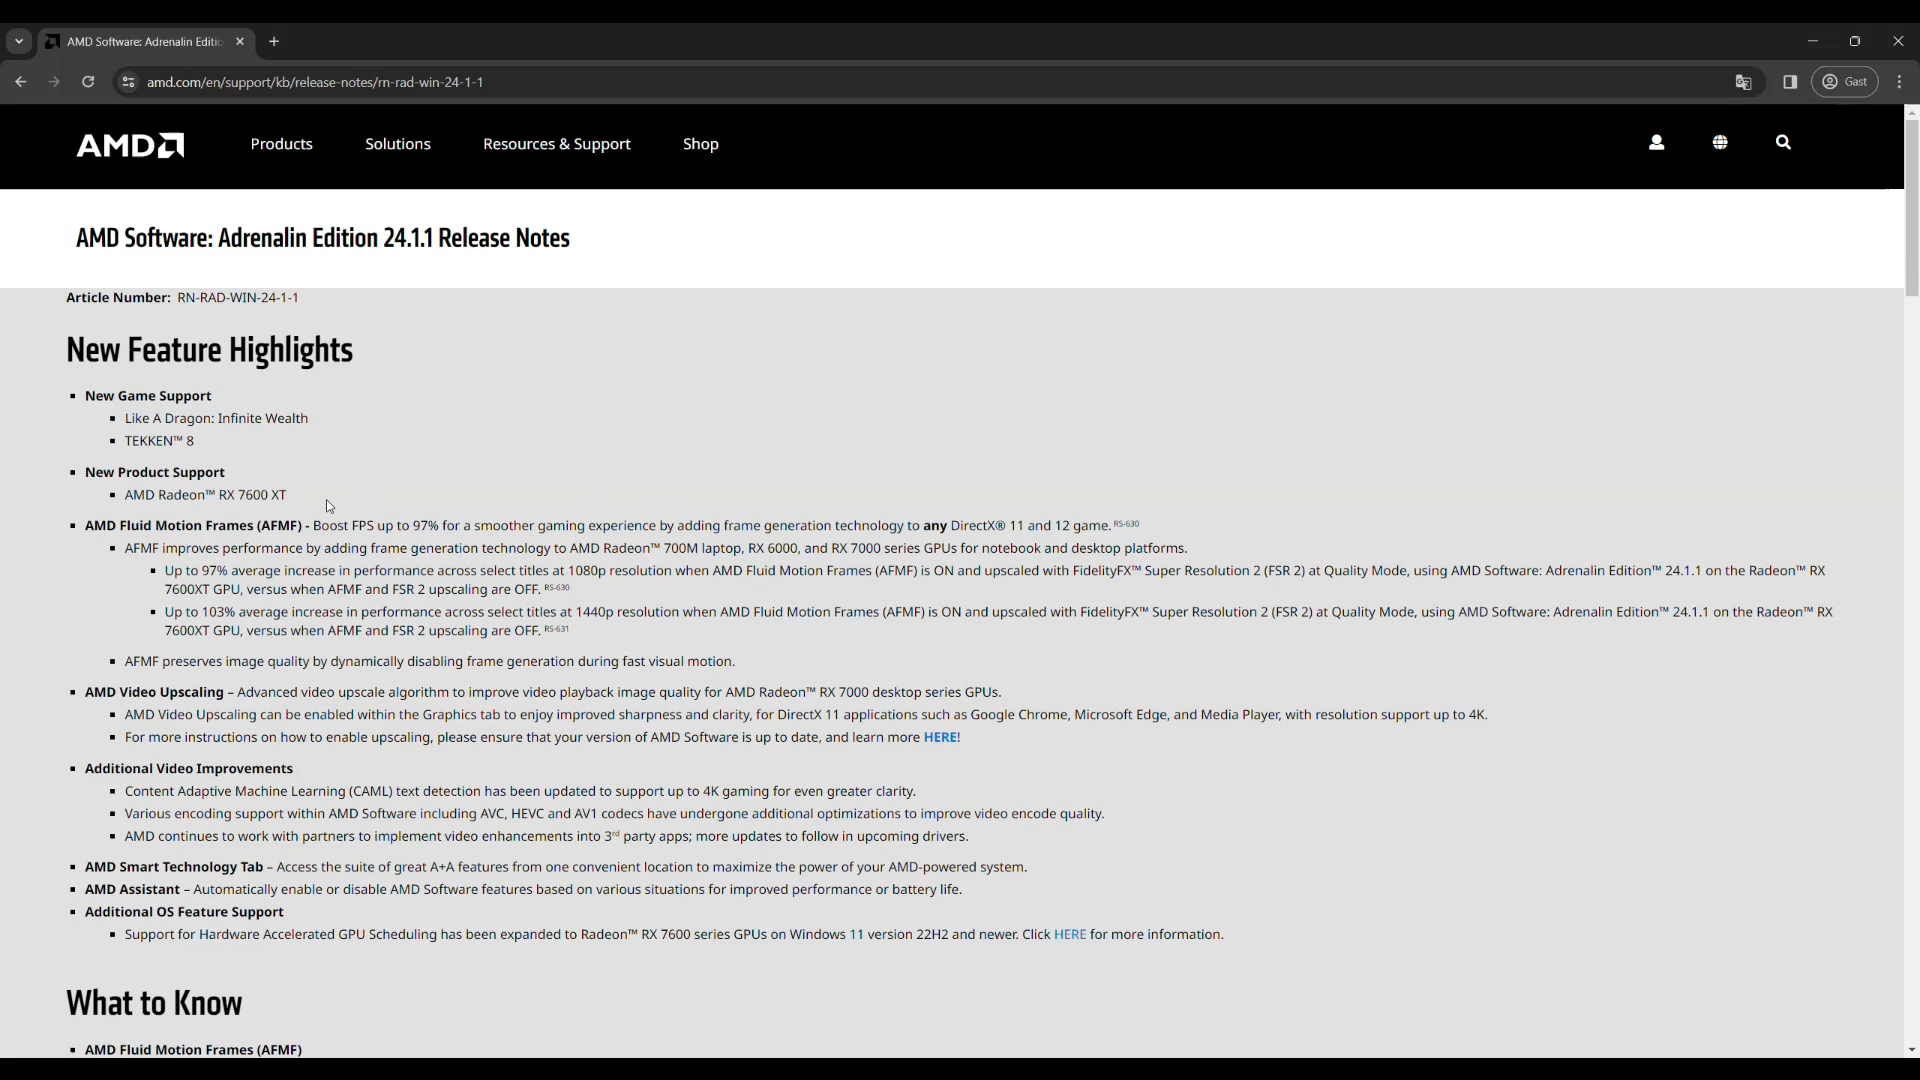 AMD Software: Adrenalin Editio
amd.com/en/support/kb/release-notes/rn-rad-win-24-1-1
Gast
AMD
Products
Solutions
Resources & Support
Shop
AMD Software: Adrenalin Edition 24.1.1 Release Notes
Article Number: RN-RAD-WIN-24-1-1
New Feature Highlights
New Game Support
Like A Dragon: Infinite Wealth
TEKKEN™ 8
New Product Support
AMD Radeon™ RX 7600 XT
AMD Fluid Motion Frames (AFMF) - Boost FPS up to 97% for a smoother gaming experience by adding frame generation technology to any DirectX® 11 and 12 game. RS-630
AFMF improves performance by adding frame generation technology to AMD Radeon™ 700M laptop, RX 6000, and RX 7000 series GPUs for notebook and desktop platforms.
Up to 97% average increase in performance across select titles at 1080p resolution when AMD Fluid Motion Frames (AFMF) is ON and upscaled with FidelityFX™ Super Resolution 2 (FSR 2) at Quality Mode, using AMD Software: Adrenalin Edition™ 24.1.1 on the Radeon™ RX
7600XT GPU, versus when AFMF and FSR 2 upscaling are OFF. RS-630
Up to 103% average increase in performance across select titles at 1440p resolution when AMD Fluid Motion Frames (AFMF) is ON and upscaled with FidelityFX™ Super Resolution 2 (FSR 2) at Quality Mode, using AMD Software: Adrenalin Edition™ 24.1.1 on the Radeon™ RX
7600XT GPU, versus when AFMF and FSR 2 upscaling are OFF. RS-631
AFMF preserves image quality by dynamically disabling frame generation during fast visual motion.
AMD Video Upscaling – Advanced video upscale algorithm to improve video playback image quality for AMD Radeon™ RX 7000 desktop series GPUs.
AMD Video Upscaling can be enabled within the Graphics tab to enjoy improved sharpness and clarity, for DirectX 11 applications such as Google Chrome, Microsoft Edge, and Media Player, with resolution support up to 4K.
For more instructions on how to enable upscaling, please ensure that your version of AMD Software is up to date, and learn more HERE!
Additional Video Improvements
Content Adaptive Machine Learning (CAML) text detection has been updated to support up to 4K gaming for even greater clarity.
Various encoding support within AMD Software including AVC, HEVC and AV1 codecs have undergone additional optimizations to improve video encode quality.
AMD continues to work with partners to implement video enhancements into 3rd party apps; more updates to follow in upcoming drivers.
AMD Smart Technology Tab – Access the suite of great A+A features from one convenient location to maximize the power of your AMD-powered system.
AMD Assistant – Automatically enable or disable AMD Software features based on various situations for improved performance or battery life.
Additional OS Feature Support
Support for Hardware Accelerated GPU Scheduling has been expanded to Radeon™ RX 7600 series GPUs on Windows 11 version 22H2 and newer. Click HERE for more information.
What to Know
AMD Fluid Motion Frames (AFMF)